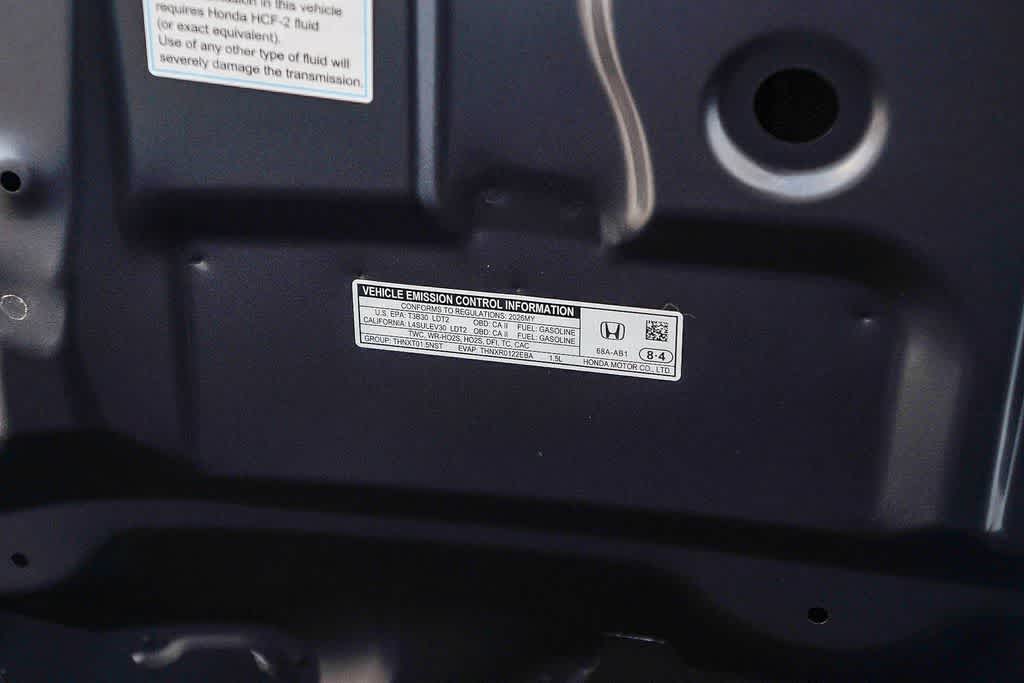 in this vehicle
requires Honda HCF-2 fluid
(or exact equivalent).
Use of any other type of fluid will
severely damage the transmission.
VEHICLE EMISSION CONTROL INFORMATION
CONFORMS TO REGULATIONS: 2026MY
U.S. EPA: T3B30 LDT2 OBD: CA II FUEL: GASOLINE
CALIFORNIA: L4SULEV30 LDT2 OBD: CA II FUEL: GASOLINE
TWC, WR-HO2S, HO2S, DFI, TC, CAC
GROUP: THNXT01.5NST EVAP: THNXR0122EBA 1.5L
68A-AB1 8-4
HONDA MOTOR CO., LTD.